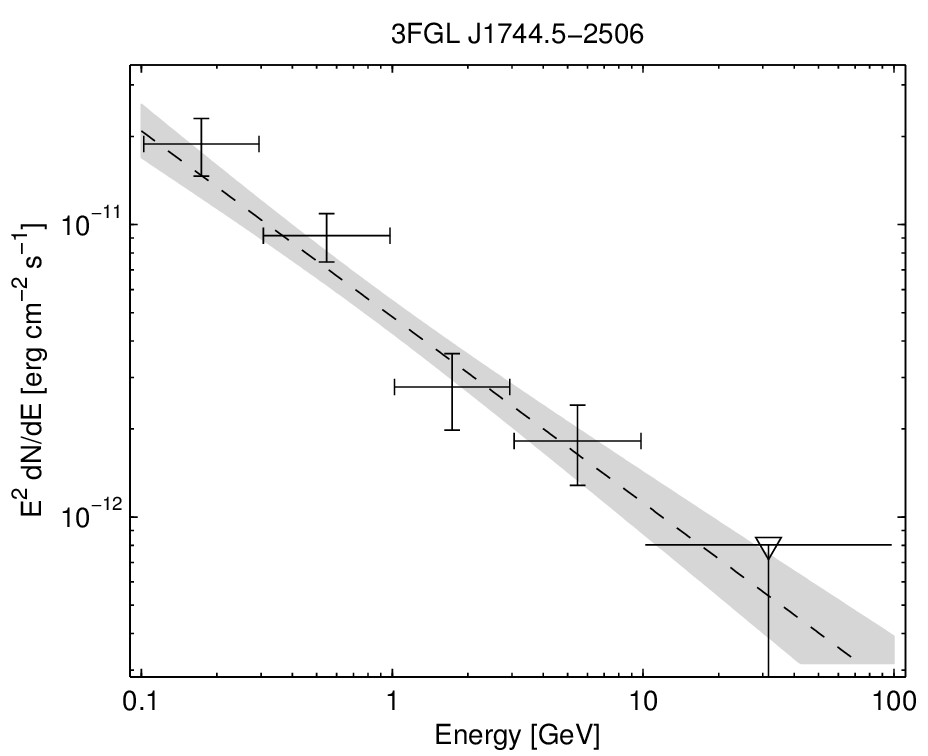 3FGL J1744.5−2506
E² dN/dE [erg cm⁻² s⁻¹]
10⁻¹¹
10⁻¹²
0.1 1 10 100
Energy [GeV]